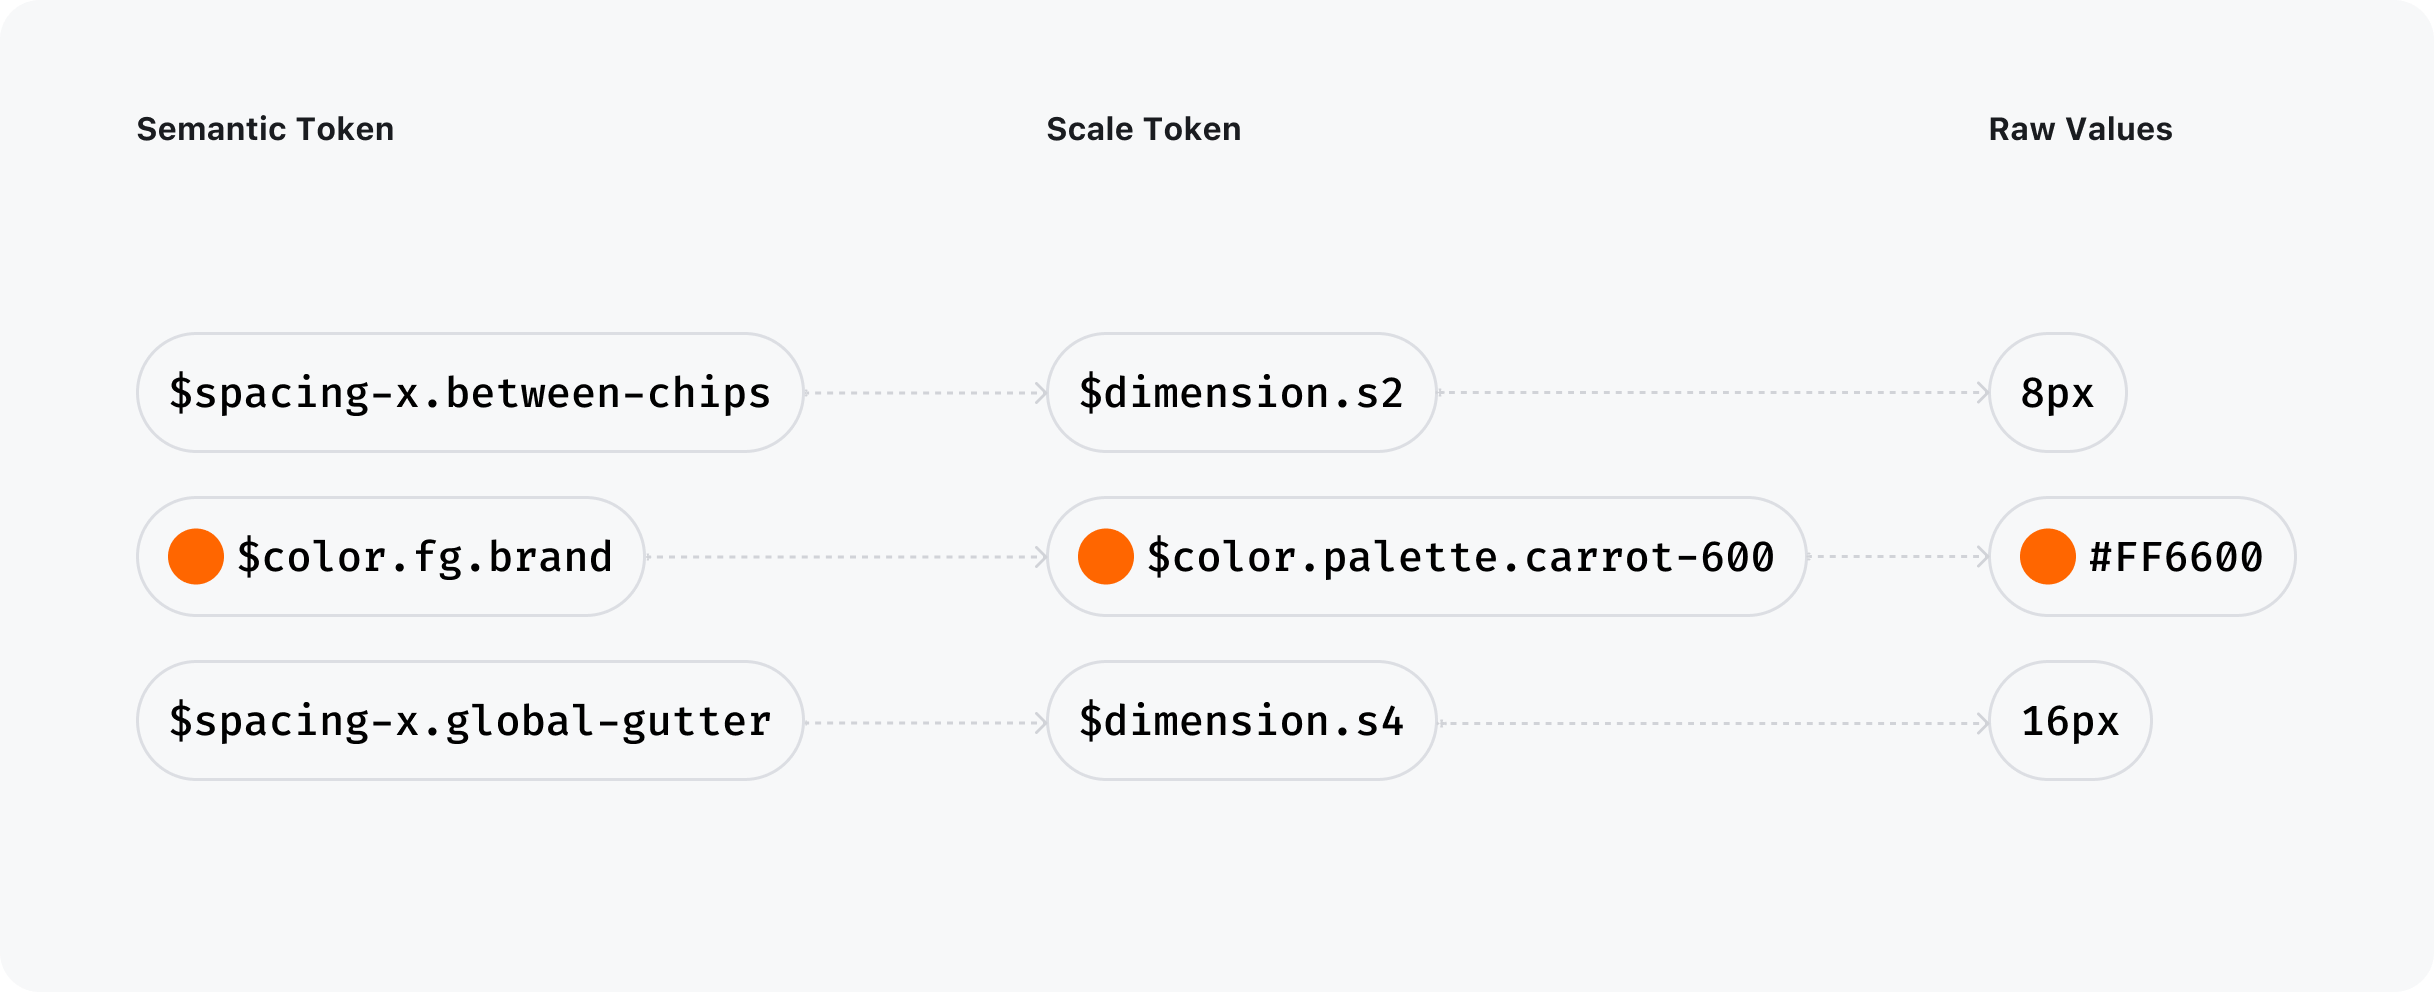 Semantic Token
Scale Token
Raw Values
$spacing-x.between-chips
$dimension.s2
8px
$color.fg.brand
$color.palette.carrot-600
#FF6600
$spacing-x.global-gutter
$dimension.s4
16px